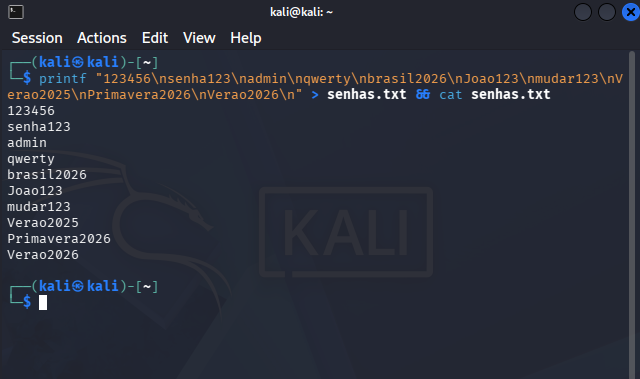 kali@kali: ~
Session Actions Edit View Help
┌──(kali㉿kali)-[~]
└─$ printf "123456\nsenha123\nadmin\nqwerty\nbrasil2026\nJoao123\nmudar123\nV
erao2025\nPrimavera2026\nVerao2026\n" > senhas.txt && cat senhas.txt
123456
senha123
admin
qwerty
brasil2026
Joao123
mudar123
Verao2025
Primavera2026
Verao2026
KALI
┌──(kali㉿kali)-[~]
└─$